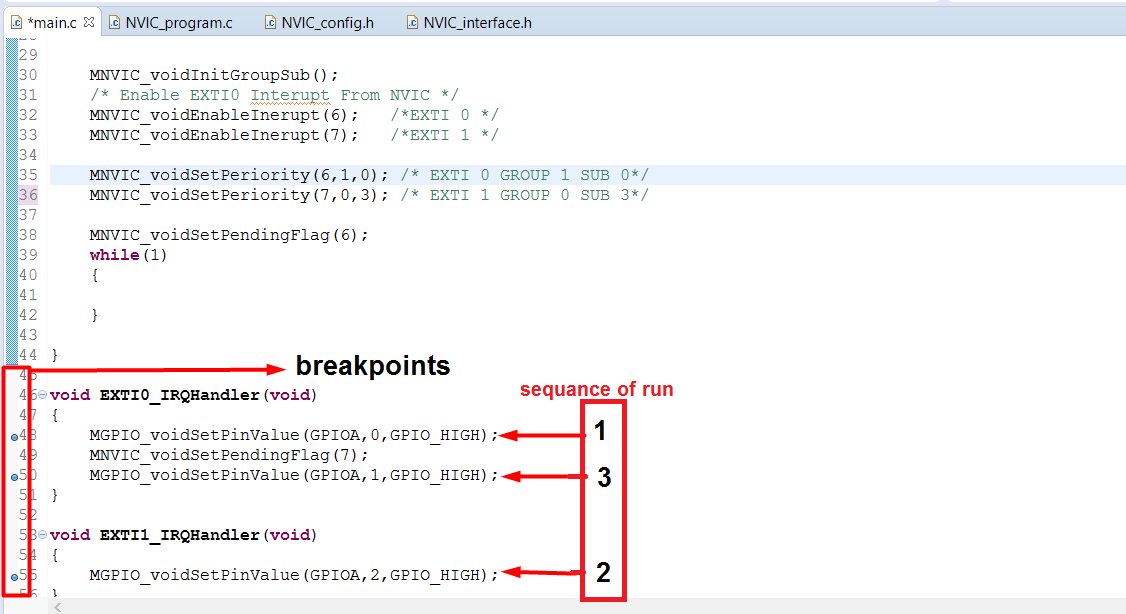 *main.c NVIC_program.c NVIC_config.h NVIC_interface.h
29
30 MNVIC_voidInitGroupSub();
31 /* Enable EXTI0 Interupt From NVIC */
32 MNVIC_voidEnableInerupt(6); /*EXTI 0 */
33 MNVIC_voidEnableInerupt(7); /*EXTI 1 */
34
35 MNVIC_voidSetPeriority(6,1,0); /* EXTI 0 GROUP 1 SUB 0*/
36 MNVIC_voidSetPeriority(7,0,3); /* EXTI 1 GROUP 0 SUB 3*/
37
38 MNVIC_voidSetPendingFlag(6);
39 while(1)
40 {
41
42 }
43
44 }
breakpoints
45
sequance of run
46 void EXTI0_IRQHandler(void)
47 {
48 MGPIO_voidSetPinValue(GPIOA,0,GPIO_HIGH); 1
49 MNVIC_voidSetPendingFlag(7);
50 MGPIO_voidSetPinValue(GPIOA,1,GPIO_HIGH); 3
51 }
52
53 void EXTI1_IRQHandler(void)
54 {
55 MGPIO_voidSetPinValue(GPIOA,2,GPIO_HIGH); 2
56 }